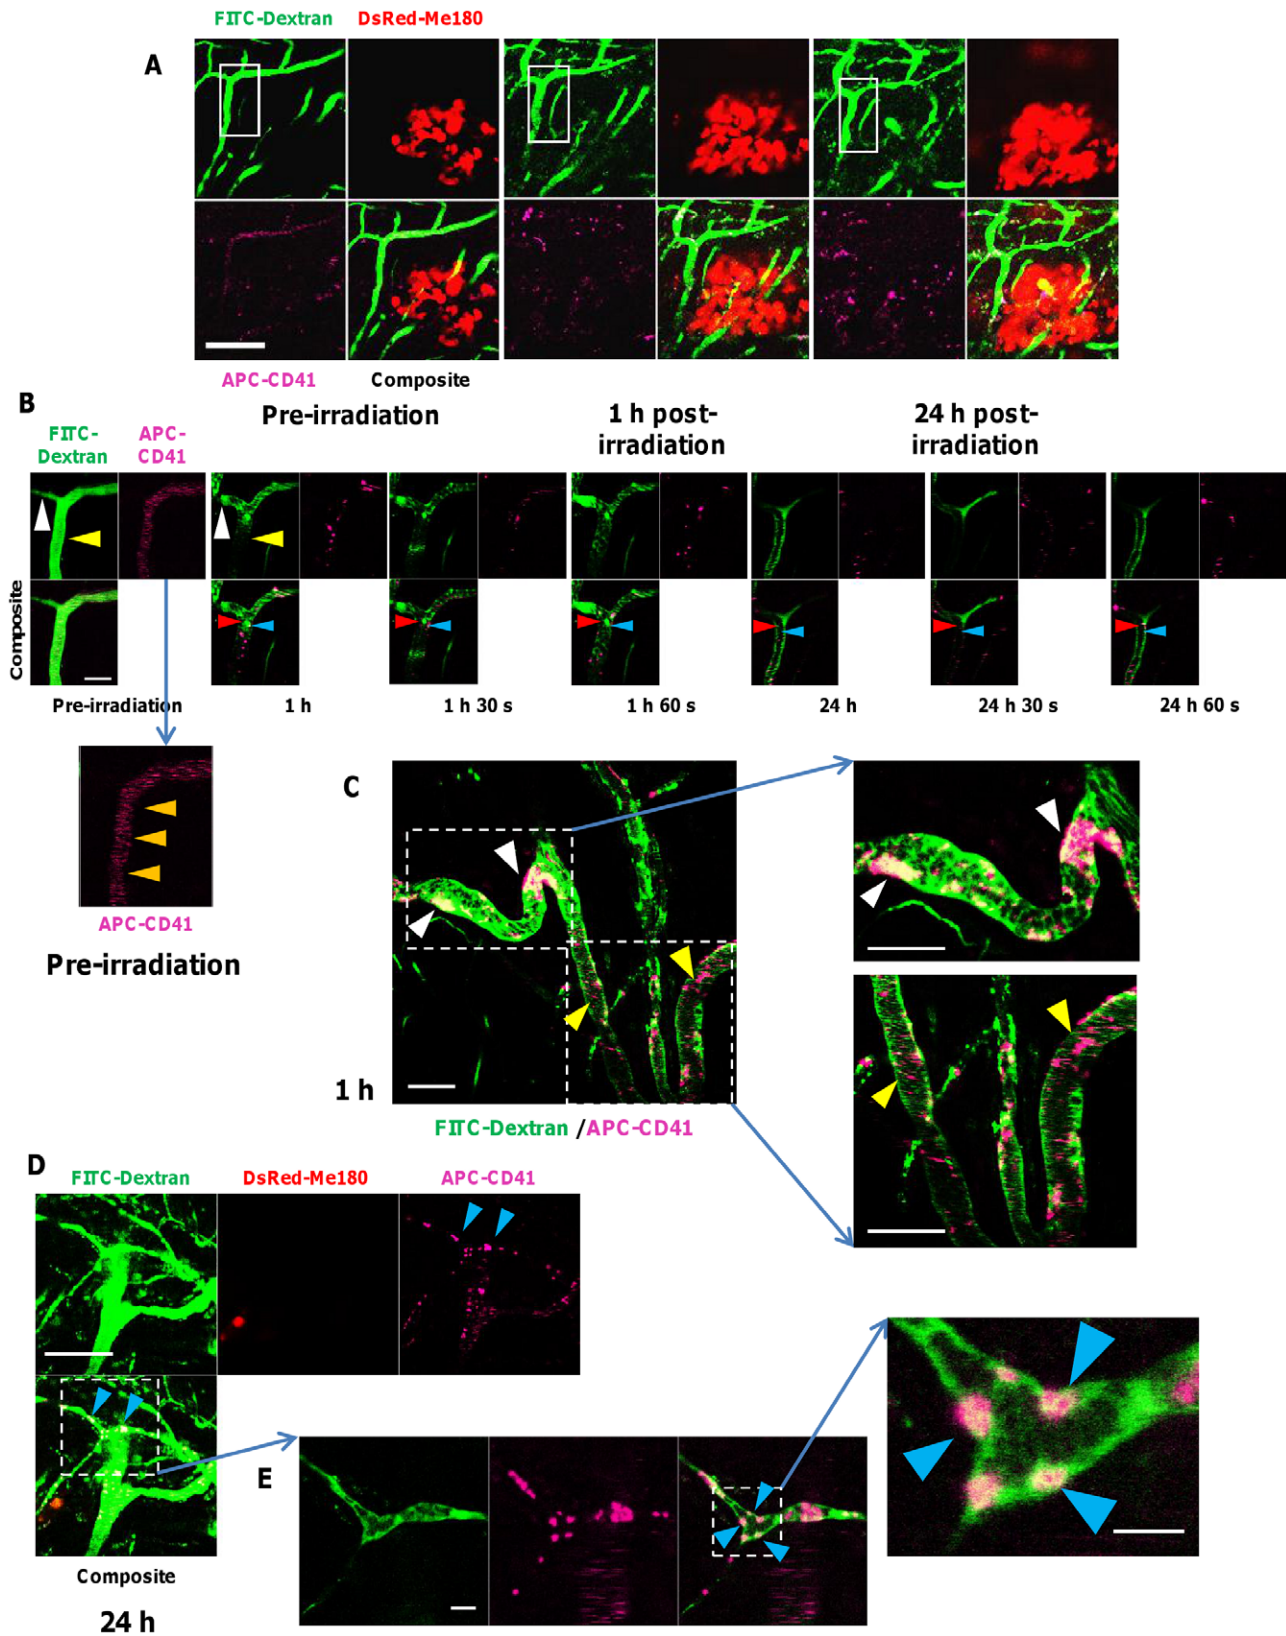 FITC-Dextran DsRed-Me180
A
APC-CD41 Composite
Pre-irradiation
1 h post-
irradiation
24 h post-
irradiation
B
FITC-
Dextran
APC-
CD41
Composite
Pre-irradiation 1 h 1 h 30 s 1 h 60 s 24 h 24 h 30 s 24 h 60 s
APC-CD41
Pre-irradiation
C
1 h
FITC-Dextran /APC-CD41
D
FITC-Dextran DsRed-Me180 APC-CD41
Composite
24 h
E